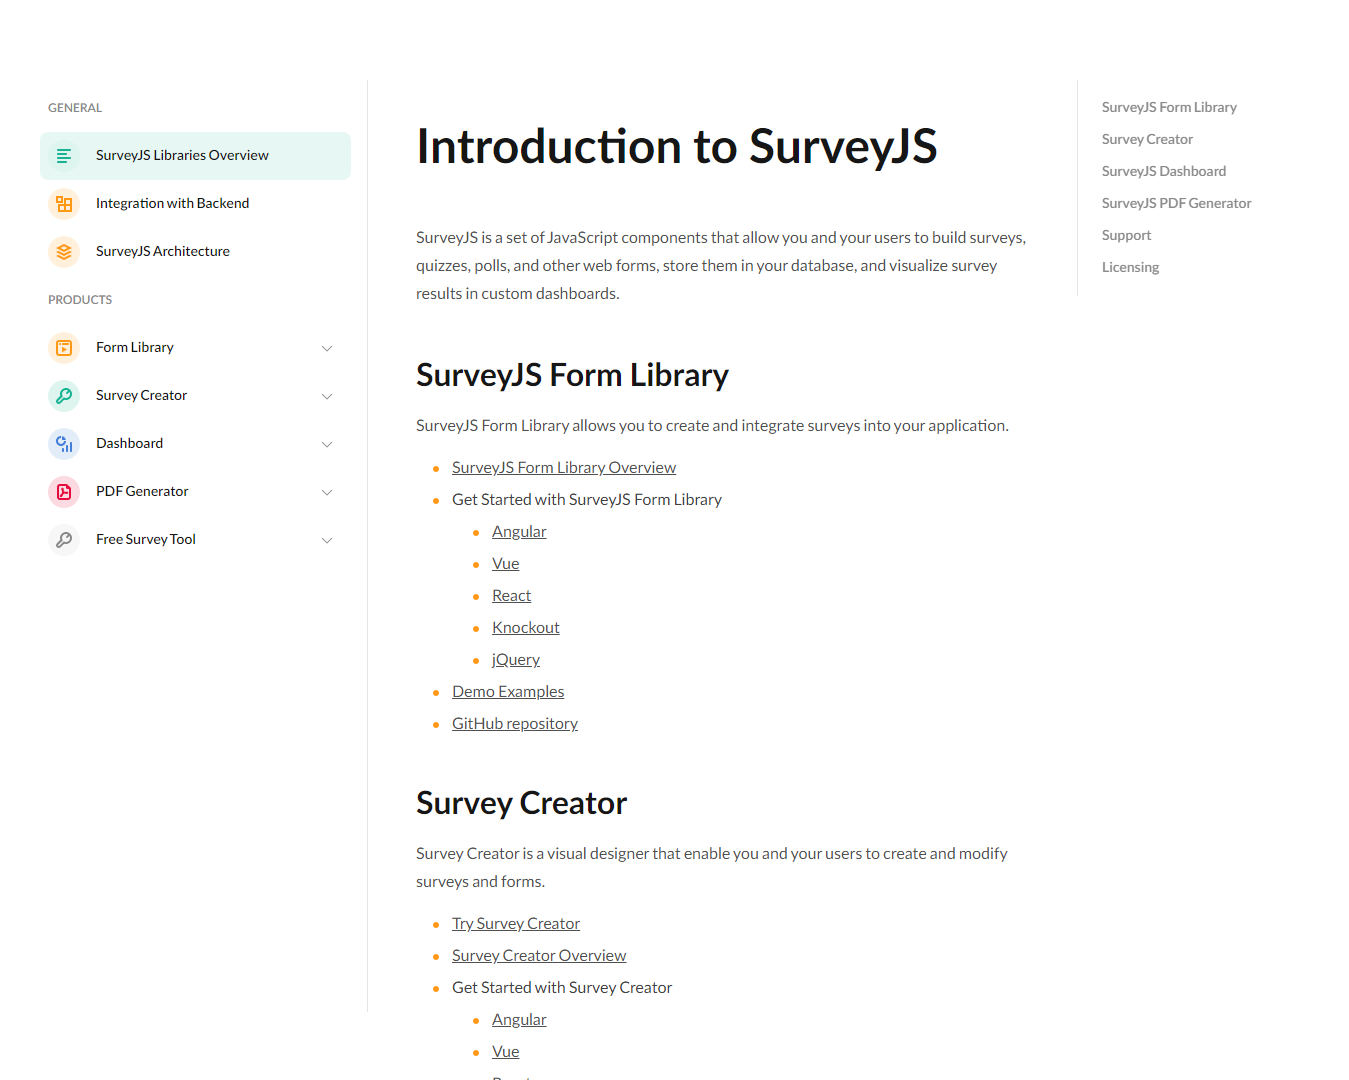 GENERAL
SurveyJS Libraries Overview
Integration with Backend
SurveyJS Architecture
PRODUCTS
Form Library
Survey Creator
Dashboard
PDF Generator
Free Survey Tool
Introduction to SurveyJS
SurveyJS is a set of JavaScript components that allow you and your users to build surveys,
quizzes, polls, and other web forms, store them in your database, and visualize survey
results in custom dashboards.
SurveyJS Form Library
SurveyJS Form Library allows you to create and integrate surveys into your application.
SurveyJS Form Library Overview
Get Started with SurveyJS Form Library
Angular
Vue
React
Knockout
jQuery
Demo Examples
GitHub repository
Survey Creator
Survey Creator is a visual designer that enable you and your users to create and modify
surveys and forms.
Try Survey Creator
Survey Creator Overview
Get Started with Survey Creator
Angular
Vue
SurveyJS Form Library
Survey Creator
SurveyJS Dashboard
SurveyJS PDF Generator
Support
Licensing